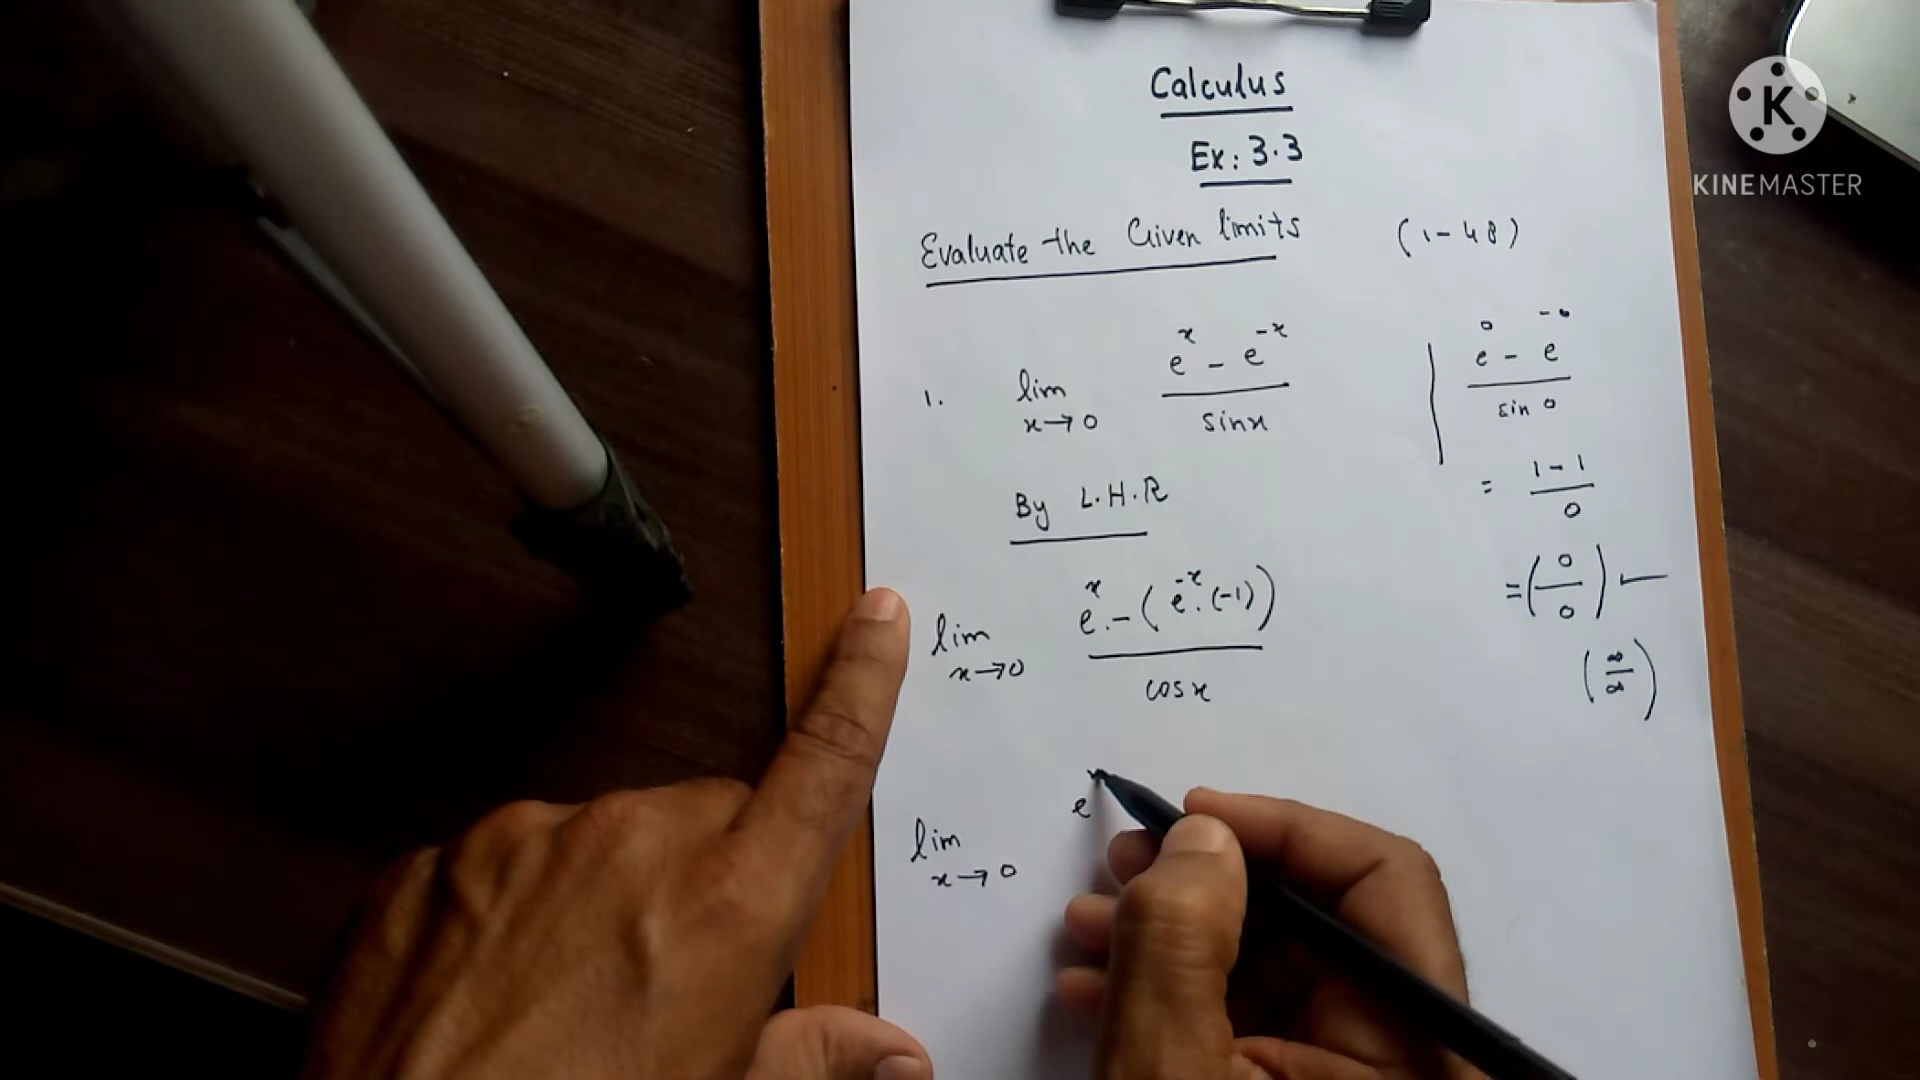 Calculus
Ex: 3.3
Evaluate the Given limits (1-48)
1. lim x→0 (e^x - e^-x)/(sinx) | (e^0 - e^-0)/(sin 0)
= (1-1)/0
By L.H.R
= (0/0)
lim x→0 (e^x. - (e^-x.(-1)))/(cosx)
(∞/∞)
lim x→0 e^x
KINEMASTER